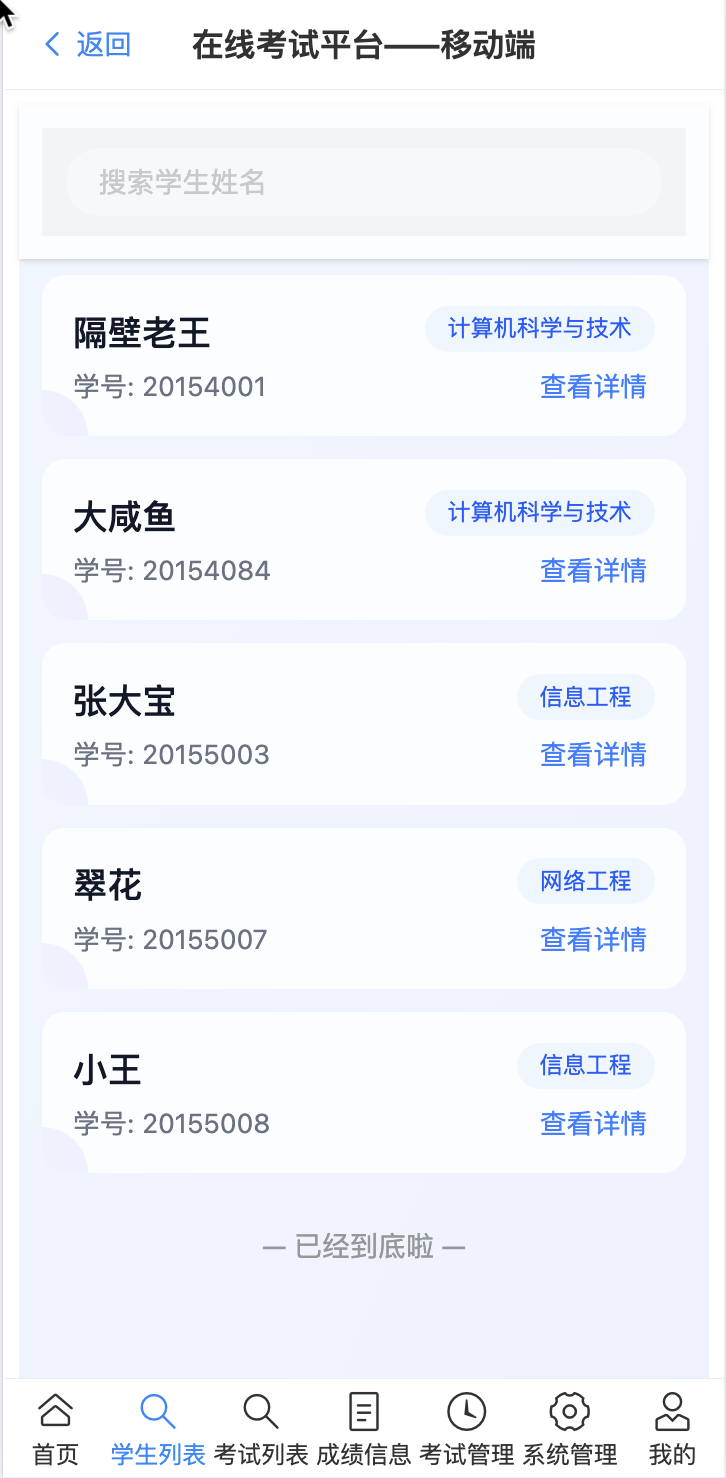 返回 在线考试平台——移动端
搜索学生姓名
隔壁老王 计算机科学与技术
学号: 20154001 查看详情
大咸鱼 计算机科学与技术
学号: 20154084 查看详情
张大宝 信息工程
学号: 20155003 查看详情
翠花 网络工程
学号: 20155007 查看详情
小王 信息工程
学号: 20155008 查看详情
— 已经到底啦 —
首页 学生列表 考试列表 成绩信息 考试管理 系统管理 我的